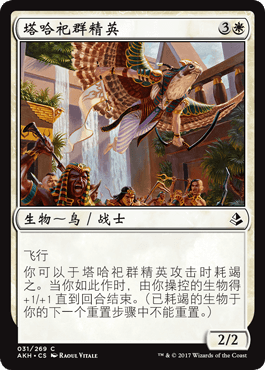 塔哈祀群精英 3
生物～鸟 / 战士
飞行
你可以于塔哈祀群精英攻击时耗竭
之。当你如此作时，由你操控的生物得
+1/+1 直到回合结束。（已耗竭的生物于
你的下一个重置步骤中不能重置。）
2/2
031/269 C
AKH • CS Raoul Vitale
™ & © 2017 Wizards of the Coast